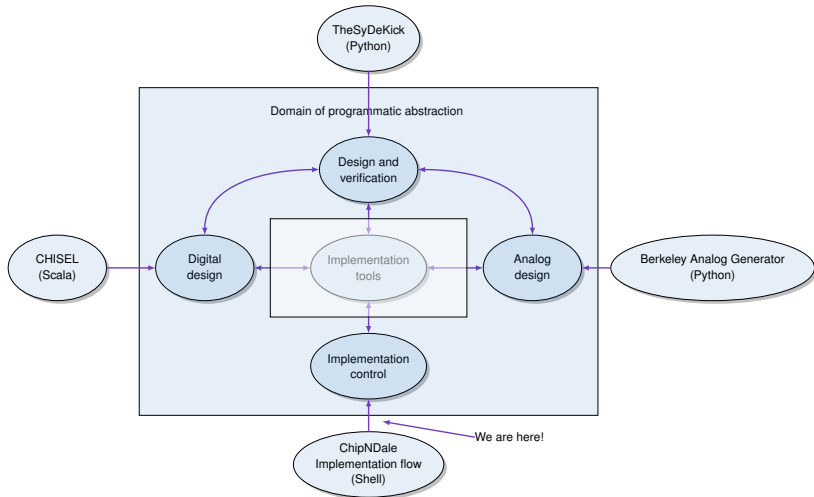 TheSyDeKick
(Python)
Domain of programmatic abstraction
Design and
verification
CHISEL
(Scala)
Digital
design
Implementation
tools
Analog
design
Berkeley Analog Generator
(Python)
Implementation
control
We are here!
ChipNDale
Implementation flow
(Shell)